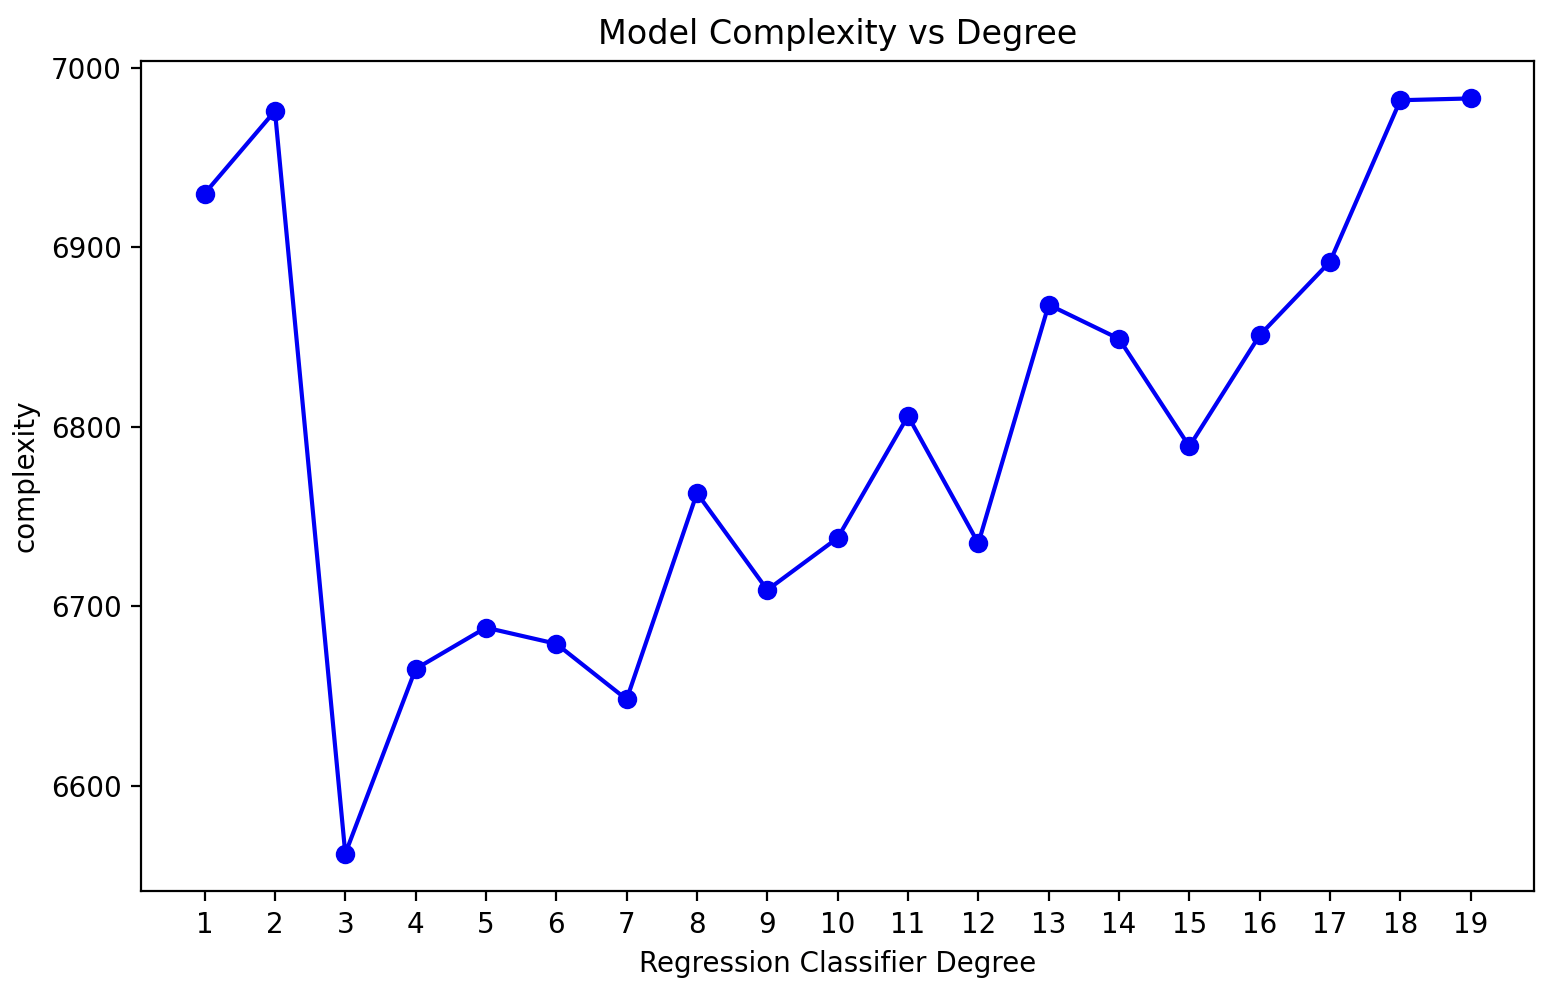 Model Complexity vs Degree
7000
6900
6800
6700
6600
complexity
1 2 3 4 5 6 7 8 9 10 11 12 13 14 15 16 17 18 19
Regression Classifier Degree